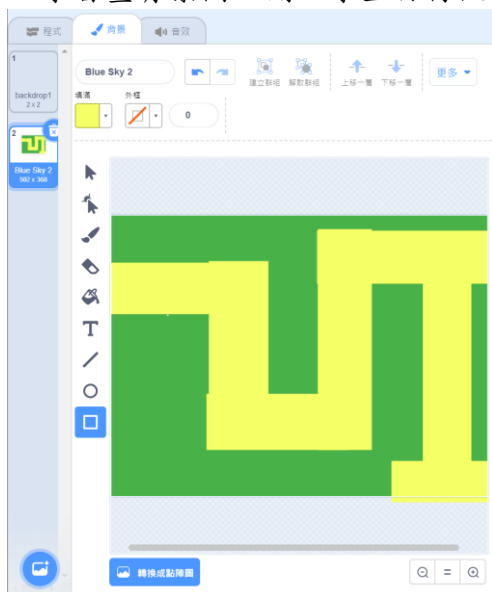 程式
背景
音效
1
backdrop1
2 x 2
2
Blue Sky 2
502 x 368
Blue Sky 2
建立群組
解散群組
上移一層
下移一層
更多
填滿
外框
0
T
轉換成點陣圖